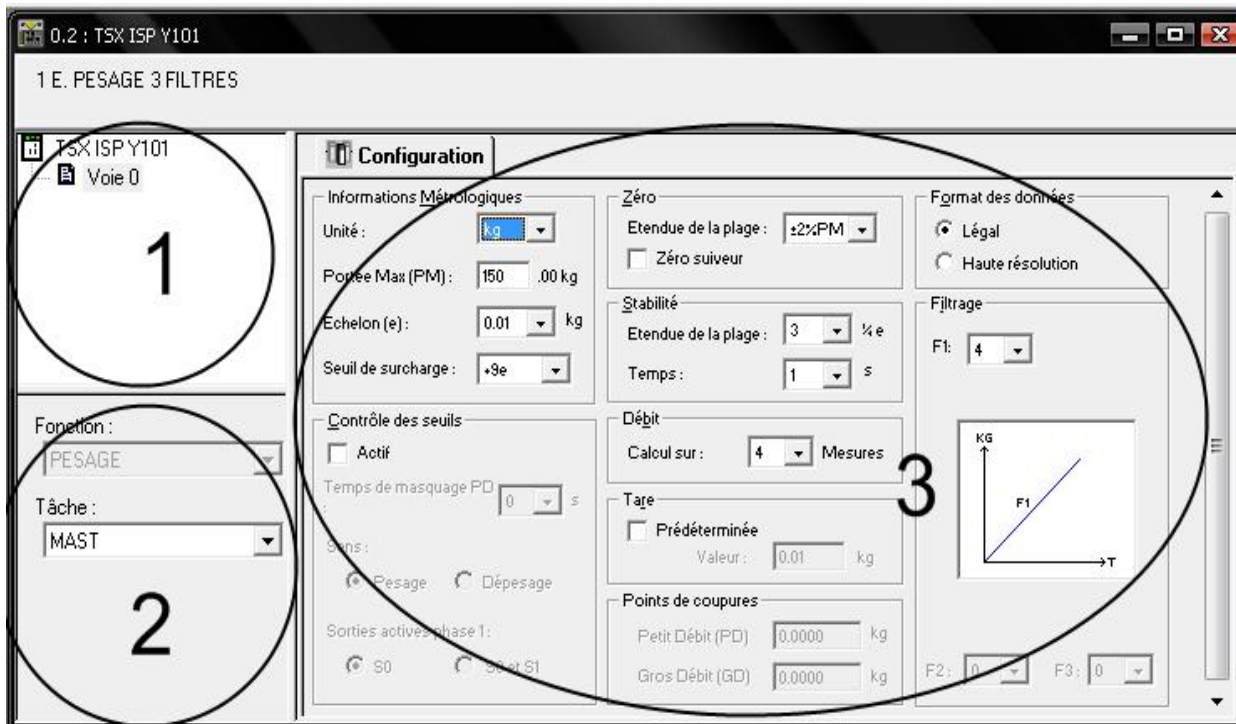 0.2 : TSX ISP Y101
1 E. PESAGE 3 FILTRES
TSX ISP Y101
Voie 0
1
Fonction :
PESAGE
Tâche :
MAST
2
Configuration
Informations Métrologiques
Unité : kg
Portée Max (PM) : 150 .00 kg
Echelon (e) : 0.01 kg
Seuil de surcharge : +9e
Contrôle des seuils
Actif
Temps de masquage PD : 0 s
Sens :
Pesage Dépesage
Sorties actives phase 1 :
S0 S0 et S1
Zéro
Etendue de la plage : ±2%PM
Zéro suiveur
Stabilité
Etendue de la plage : 3 ¼ e
Temps : 1 s
Débit
Calcul sur : 4 Mesures
Tare
Prédéterminée
Valeur : 0.01 kg
Points de coupures
Petit Débit (PD) 0.0000 kg
Gros Débit (GD) 0.0000 kg
3
Format des données
Légal
Haute résolution
Filtrage
F1: 4
KG
F1
T
F2 : 0 F3 : 0